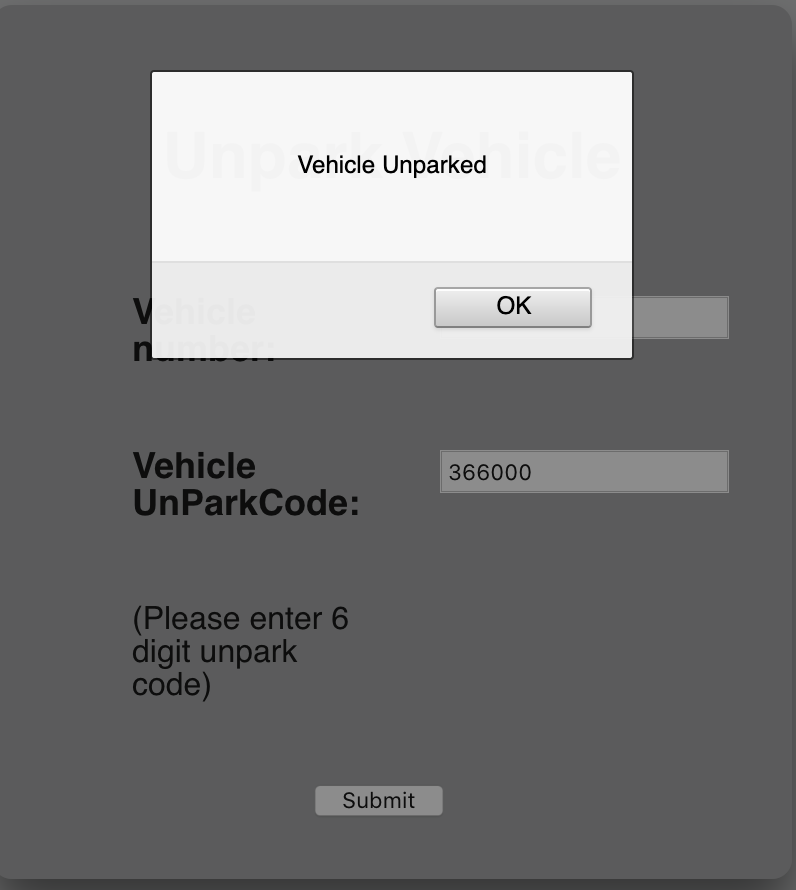 Unpark Vehicle
Vehicle Unparked
OK
Vehicle
number:
Vehicle
UnParkCode:
366000
(Please enter 6
digit unpark
code)
Submit